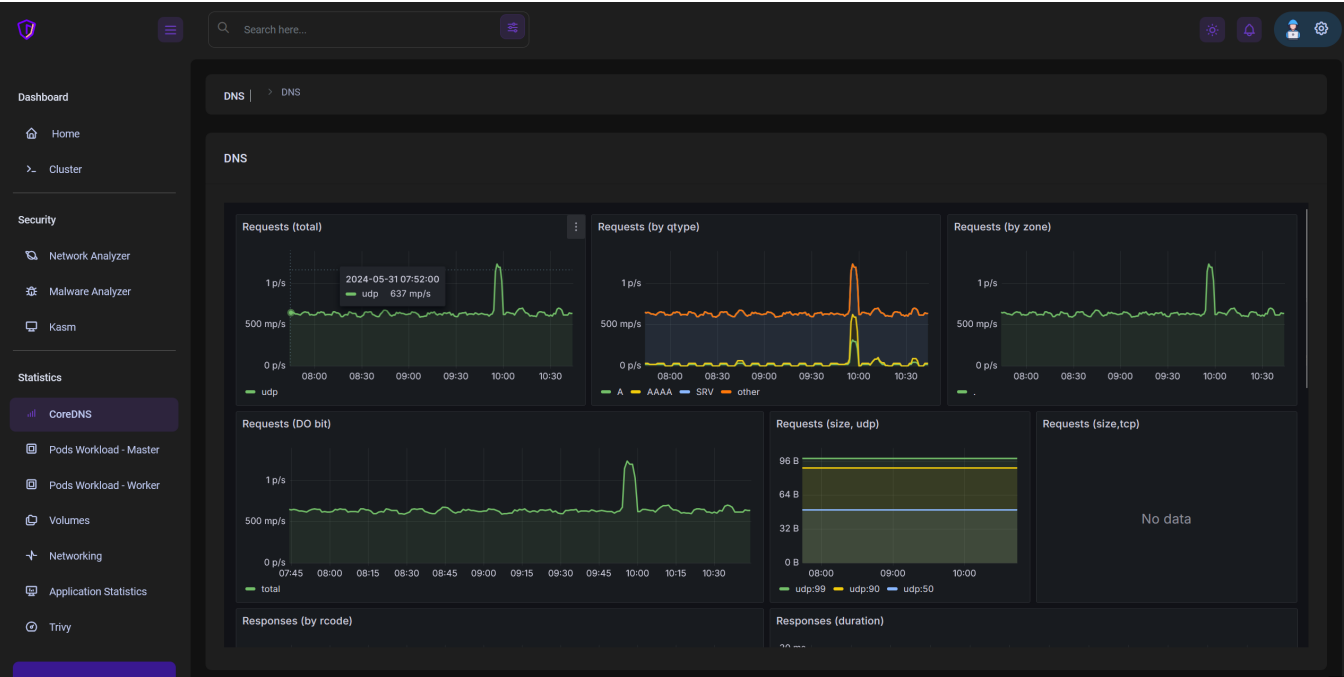 Search here...
Dashboard
Home
Cluster
Security
Network Analyzer
Malware Analyzer
Kasm
Statistics
CoreDNS
Pods Workload - Master
Pods Workload - Worker
Volumes
Networking
Application Statistics
Trivy
DNS | > DNS
DNS
Requests (total)
1 p/s
500 mp/s
0 p/s
2024-05-31 07:52:00
udp 637 mp/s
08:00 08:30 09:00 09:30 10:00 10:30
udp
Requests (by qtype)
1 p/s
500 mp/s
0 p/s
08:00 08:30 09:00 09:30 10:00 10:30
A AAAA SRV other
Requests (by zone)
1 p/s
500 mp/s
0 p/s
08:00 08:30 09:00 09:30 10:00 10:30
.
Requests (DO bit)
1 p/s
500 mp/s
0 p/s
07:45 08:00 08:15 08:30 08:45 09:00 09:15 09:30 09:45 10:00 10:15 10:30
total
Requests (size, udp)
96 B
64 B
32 B
0 B
08:00 09:00 10:00
udp:99 udp:90 udp:50
Requests (size,tcp)
No data
Responses (by rcode)
Responses (duration)